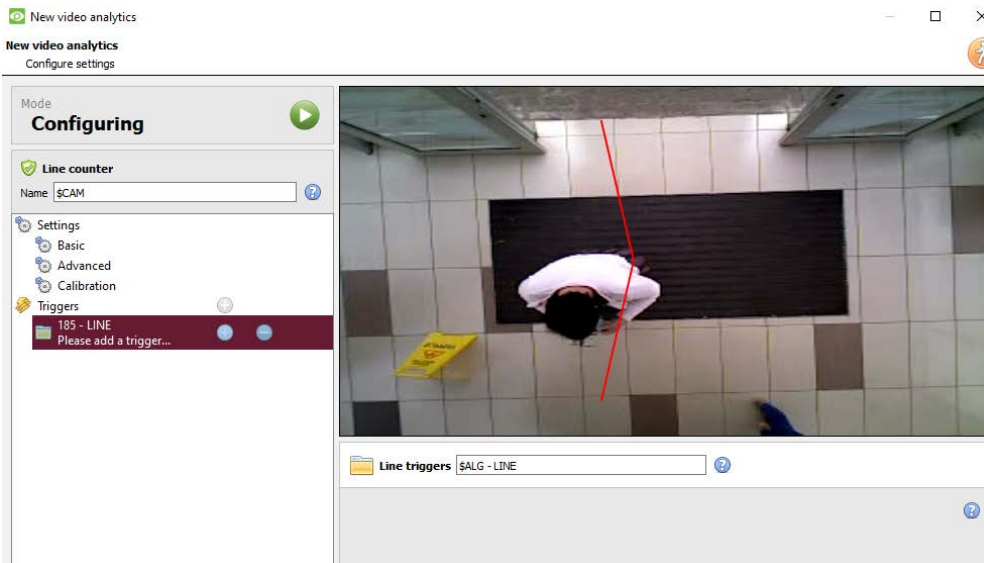 New video analytics
New video analytics
Configure settings
Mode
Configuring
Line counter
Name $CAM
Settings
Basic
Advanced
Calibration
Triggers
185 - LINE
Please add a trigger...
Line triggers $ALG - LINE